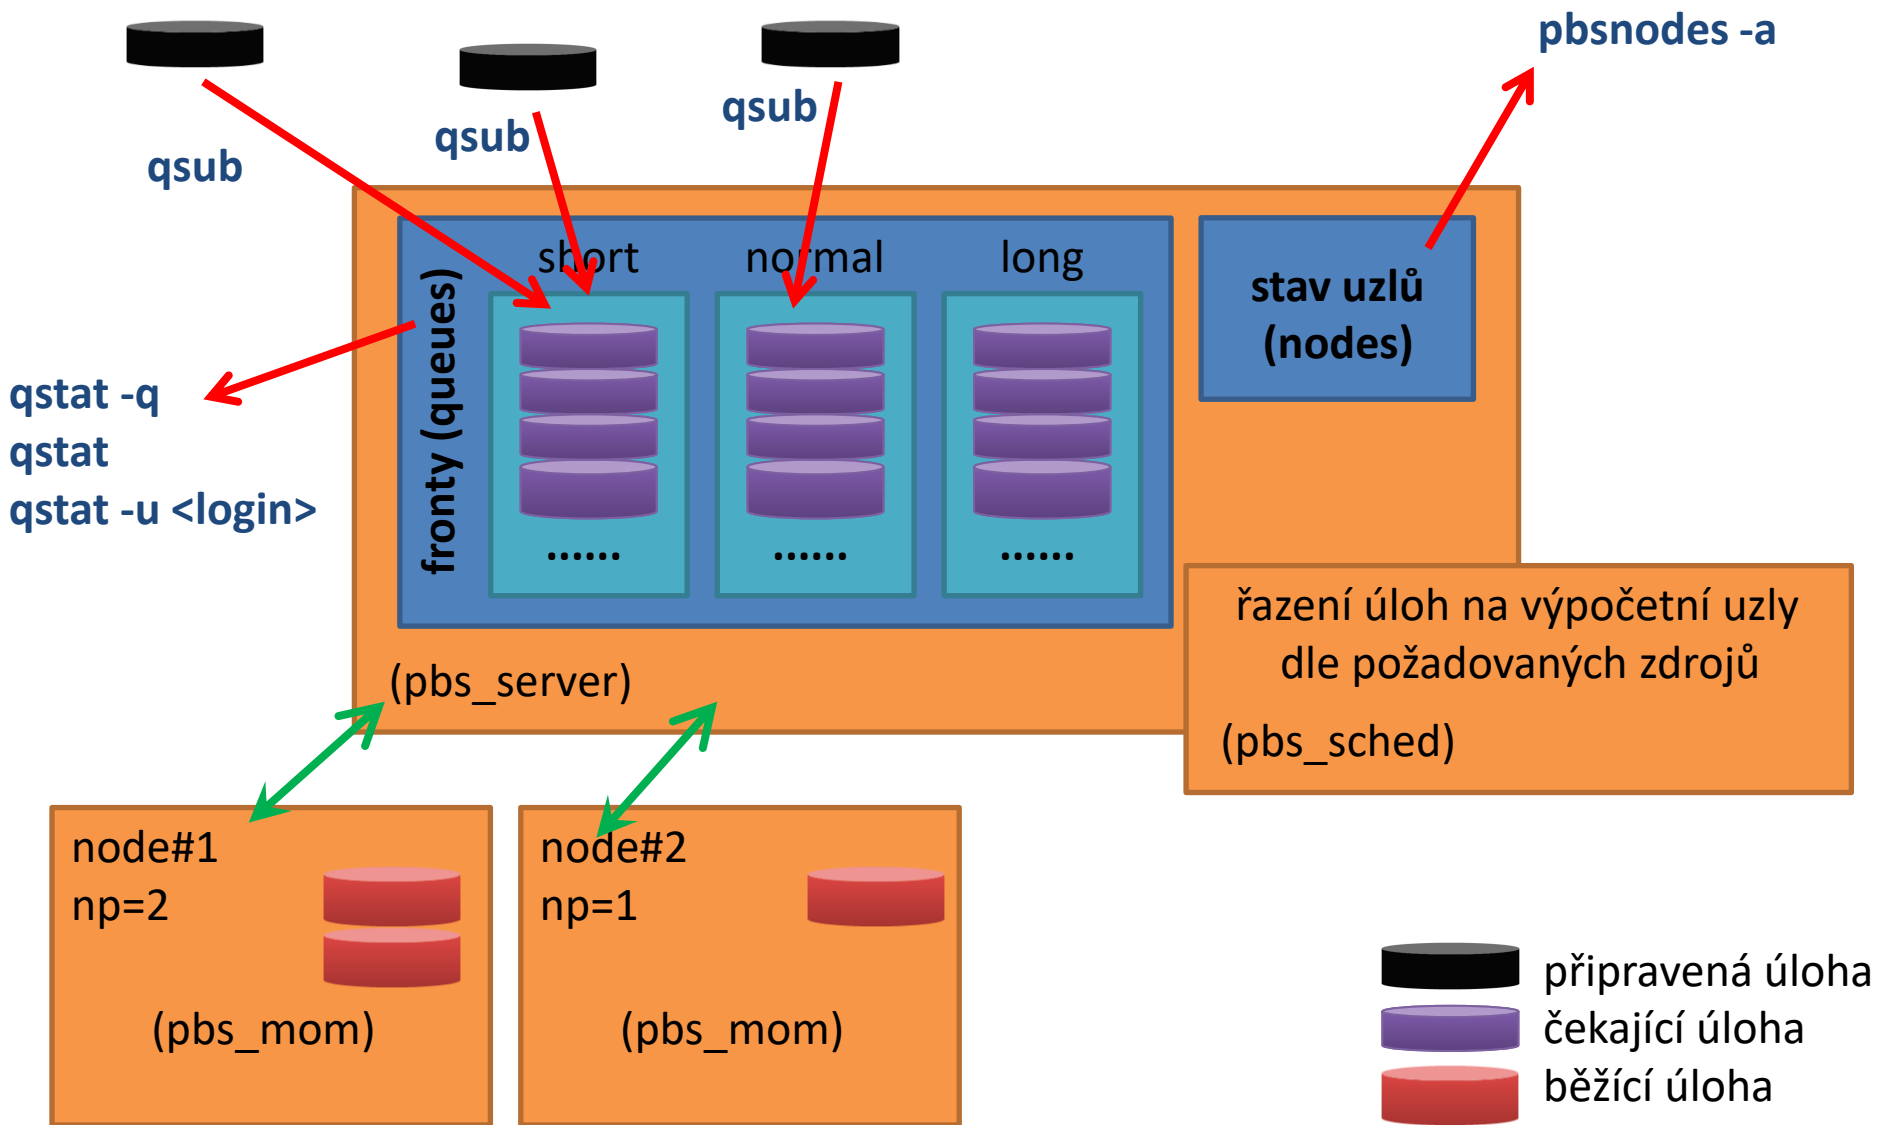 pbsnodes -a
qsub
qsub
qsub
short
normal
long
fronty (queues)
......
......
......
stav uzlů
(nodes)
qstat -q
qstat
qstat -u <login>
(pbs_server)
řazení úloh na výpočetní uzly
dle požadovaných zdrojů
(pbs_sched)
node#1
np=2
(pbs_mom)
node#2
np=1
(pbs_mom)
připravená úloha
čekající úloha
běžící úloha